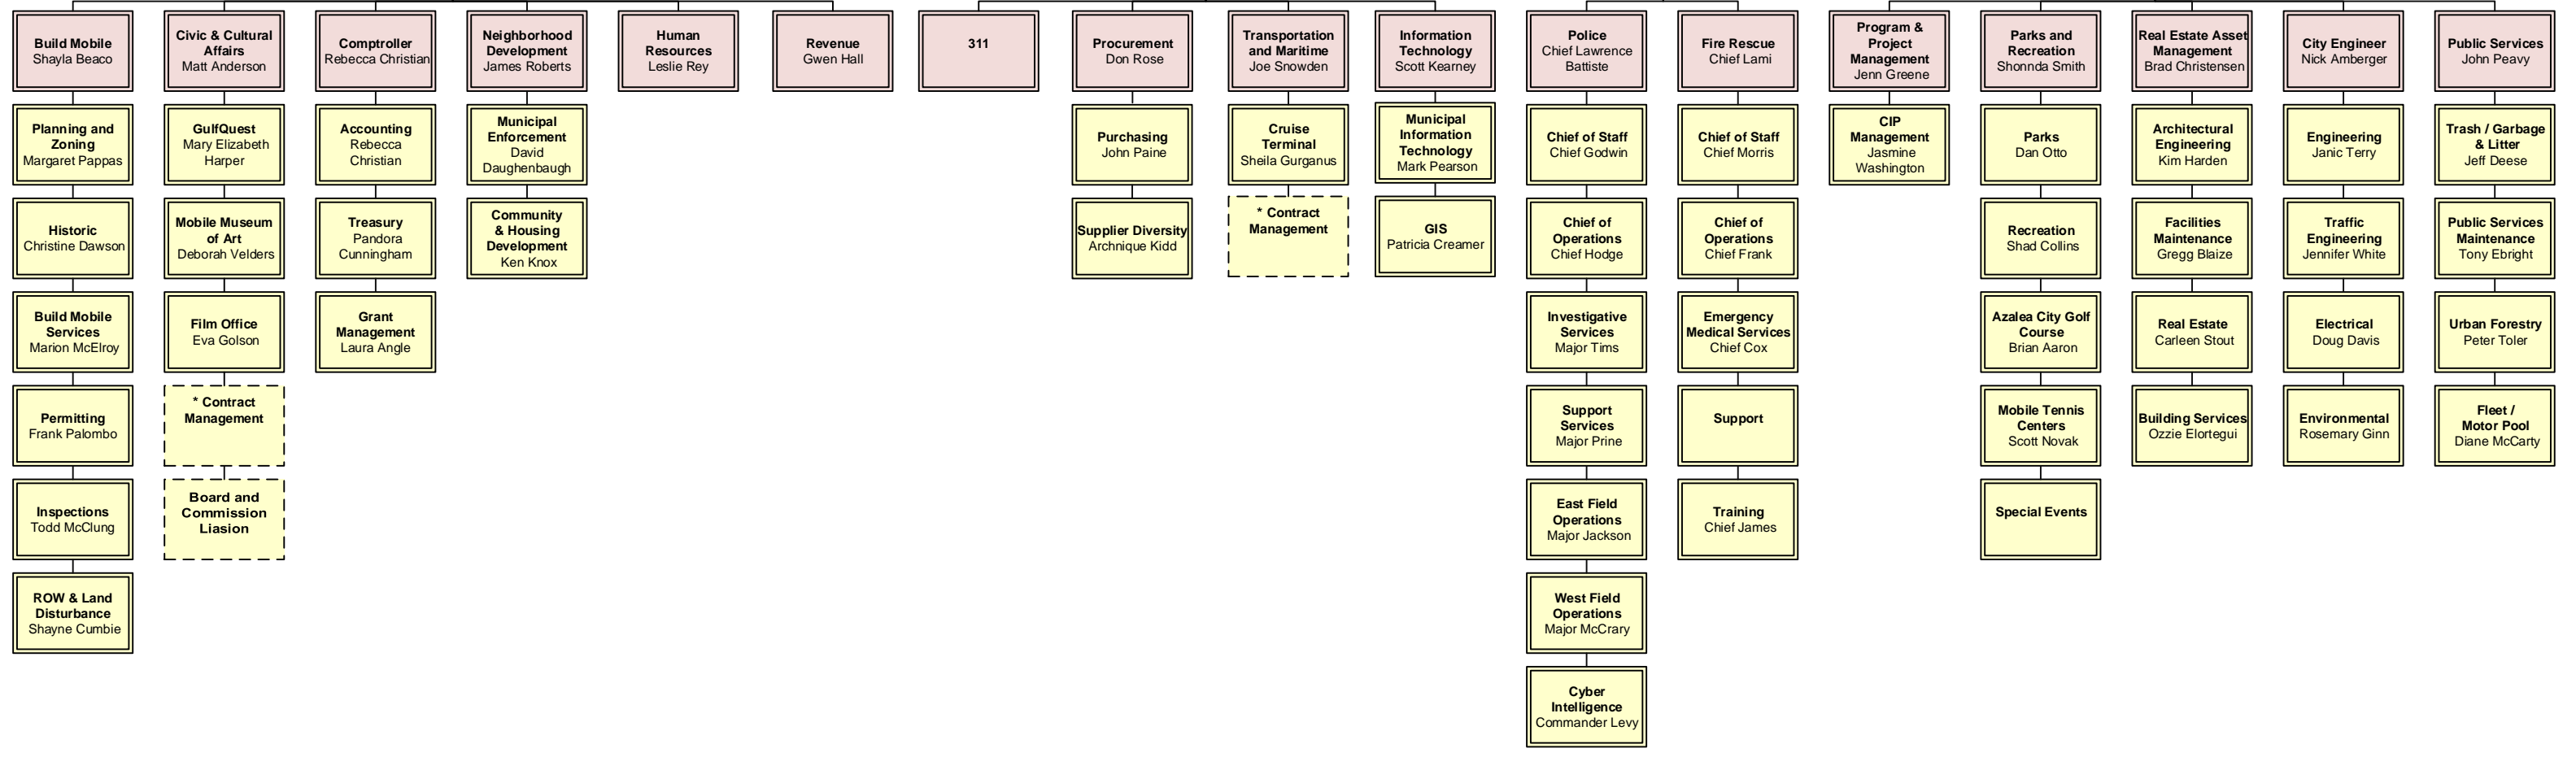 Build Mobile
Shayla Beaco
Planning and
Zoning
Margaret Pappas
Historic
Christine Dawson
Build Mobile
Services
Marion McElroy
Permitting
Frank Palombo
Inspections
Todd McClung
ROW & Land
Disturbance
Shayne Cumbie
Civic & Cultural
Affairs
Matt Anderson
GulfQuest
Mary Elizabeth
Harper
Mobile Museum
of Art
Deborah Velders
Film Office
Eva Golson
* Contract
Management
Board and
Commission
Liasion
Comptroller
Rebecca Christian
Accounting
Rebecca
Christian
Treasury
Pandora
Cunningham
Grant
Management
Laura Angle
Neighborhood
Development
James Roberts
Municipal
Enforcement
David
Daughenbaugh
Community
& Housing
Development
Ken Knox
Human
Resources
Leslie Rey
Revenue
Gwen Hall
311
Procurement
Don Rose
Purchasing
John Paine
Supplier Diversity
Archnique Kidd
Transportation
and Maritime
Joe Snowden
Cruise
Terminal
Sheila Gurganus
* Contract
Management
Information
Technology
Scott Kearney
Municipal
Information
Technology
Mark Pearson
GIS
Patricia Creamer
Police
Chief Lawrence
Battiste
Chief of Staff
Chief Godwin
Chief of
Operations
Chief Hodge
Investigative
Services
Major Tims
Support
Services
Major Prine
East Field
Operations
Major Jackson
West Field
Operations
Major McCrary
Cyber
Intelligence
Commander Levy
Fire Rescue
Chief Lami
Chief of Staff
Chief Morris
Chief of
Operations
Chief Frank
Emergency
Medical Services
Chief Cox
Support
Training
Chief James
Program &
Project
Management
Jenn Greene
CIP
Management
Jasmine
Washington
Parks and
Recreation
Shonnda Smith
Parks
Dan Otto
Recreation
Shad Collins
Azalea City Golf
Course
Brian Aaron
Mobile Tennis
Centers
Scott Novak
Special Events
Real Estate Asset
Management
Brad Christensen
Architectural
Engineering
Kim Harden
Facilities
Maintenance
Gregg Blaize
Real Estate
Carleen Stout
Building Services
Ozzie Elortegui
City Engineer
Nick Amberger
Engineering
Janic Terry
Traffic
Engineering
Jennifer White
Electrical
Doug Davis
Environmental
Rosemary Ginn
Public Services
John Peavy
Trash / Garbage
& Litter
Jeff Deese
Public Services
Maintenance
Tony Ebright
Urban Forestry
Peter Toler
Fleet /
Motor Pool
Diane McCarty